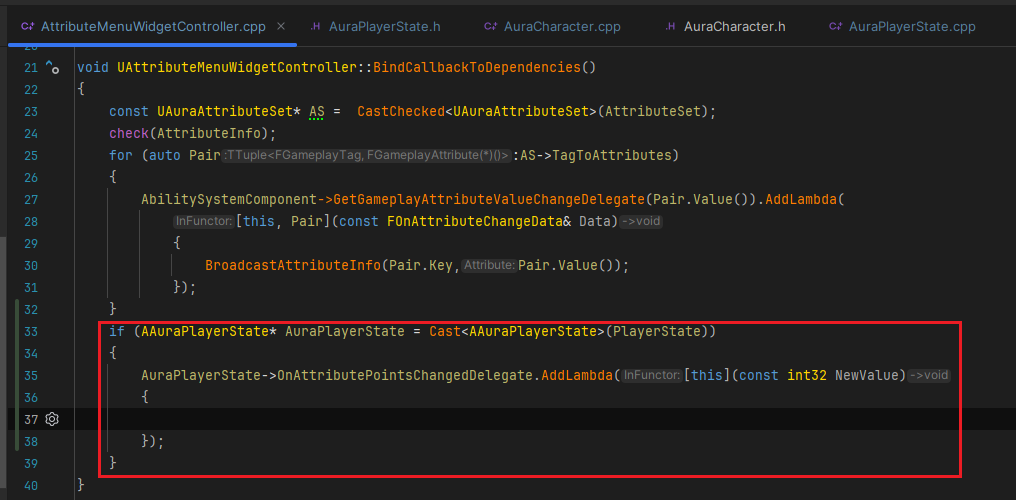 AttributeMenuWidgetController.cpp × AuraPlayerState.h AuraCharacter.cpp AuraCharacter.h AuraPlayerState.cpp
21 void UAttributeMenuWidgetController::BindCallbackToDependencies()
22 {
23 const UAuraAttributeSet* AS = CastChecked<UAuraAttributeSet>(AttributeSet);
24 check(AttributeInfo);
25 for (auto Pair :TTuple<FGameplayTag, FGameplayAttribute(*)()> :AS->TagToAttributes)
26 {
27 AbilitySystemComponent->GetGameplayAttributeValueChangeDelegate(Pair.Value()).AddLambda(
28 InFunctor: [this, Pair](const FOnAttributeChangeData& Data) ->void
29 {
30 BroadcastAttributeInfo(Pair.Key, Attribute: Pair.Value());
31 });
32 }
33 if (AAuraPlayerState* AuraPlayerState = Cast<AAuraPlayerState>(PlayerState))
34 {
35 AuraPlayerState->OnAttributePointsChangedDelegate.AddLambda( InFunctor: [this](const int32 NewValue) ->void
36 {
37
38 });
39 }
40 }